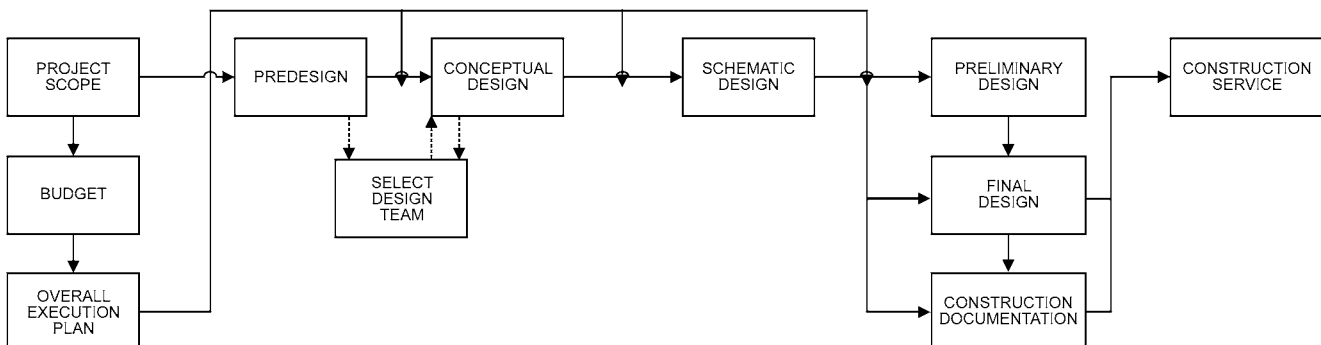 PROJECT
SCOPE
PREDESIGN
CONCEPTUAL
DESIGN
SCHEMATIC
DESIGN
PRELIMINARY
DESIGN
CONSTRUCTION
SERVICE
BUDGET
SELECT
DESIGN
TEAM
FINAL
DESIGN
OVERALL
EXECUTION
PLAN
CONSTRUCTION
DOCUMENTATION